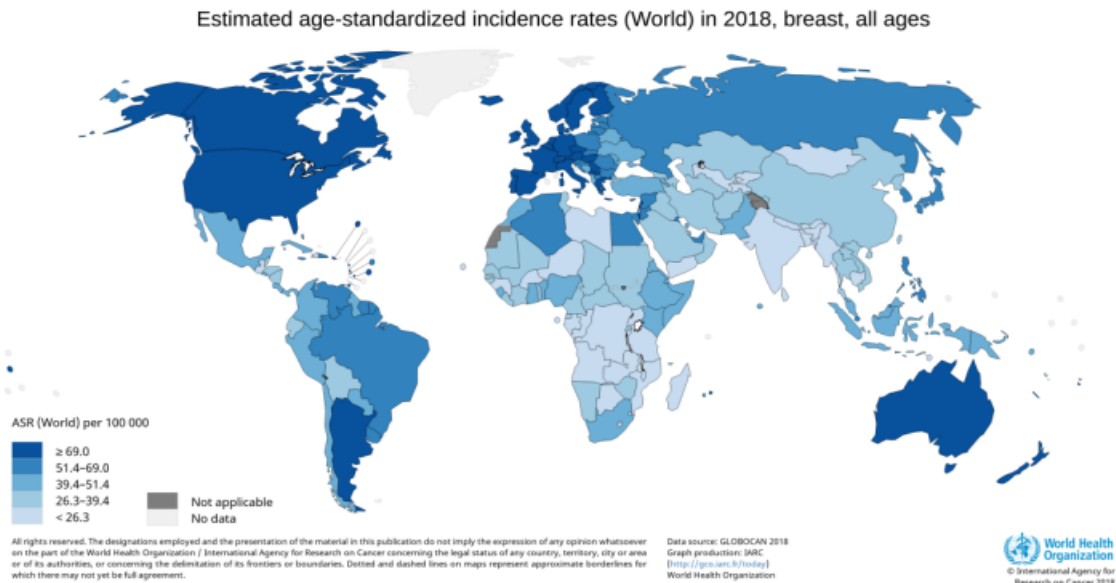 Estimated age-standardized incidence rates (World) in 2018, breast, all ages
ASR (World) per 100 000
≥ 69.0
51.4–69.0
39.4–51.4
26.3–39.4
< 26.3
Not applicable
No data
All rights reserved. The designations employed and the presentation of the material in this publication do not imply the expression of any opinion whatsoever
on the part of the World Health Organization / International Agency for Research on Cancer concerning the legal status of any country, territory, city or area
or of its authorities, or concerning the delimitation of its frontiers or boundaries. Dotted and dashed lines on maps represent approximate borderlines for
which there may not yet be full agreement.
Data source: GLOBOCAN 2018
Graph production: IARC
(http://gco.iarc.fr/today)
World Health Organization
World Health
Organization
© International Agency for
Research on Cancer 2018